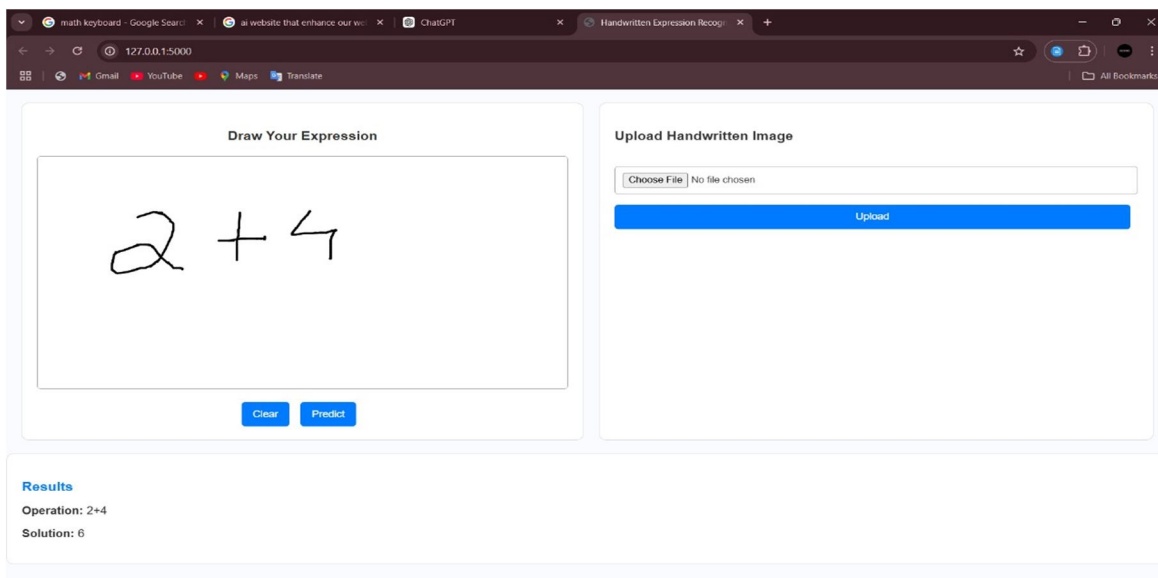 math keyboard - Google Search
ai website that enhance our we
ChatGPT
Handwritten Expression Recogn
127.0.0.1:5000
Gmail YouTube Maps Translate All Bookmarks
Draw Your Expression
2 + 4
Clear Predict
Upload Handwritten Image
Choose File No file chosen
Upload
Results
Operation: 2+4
Solution: 6